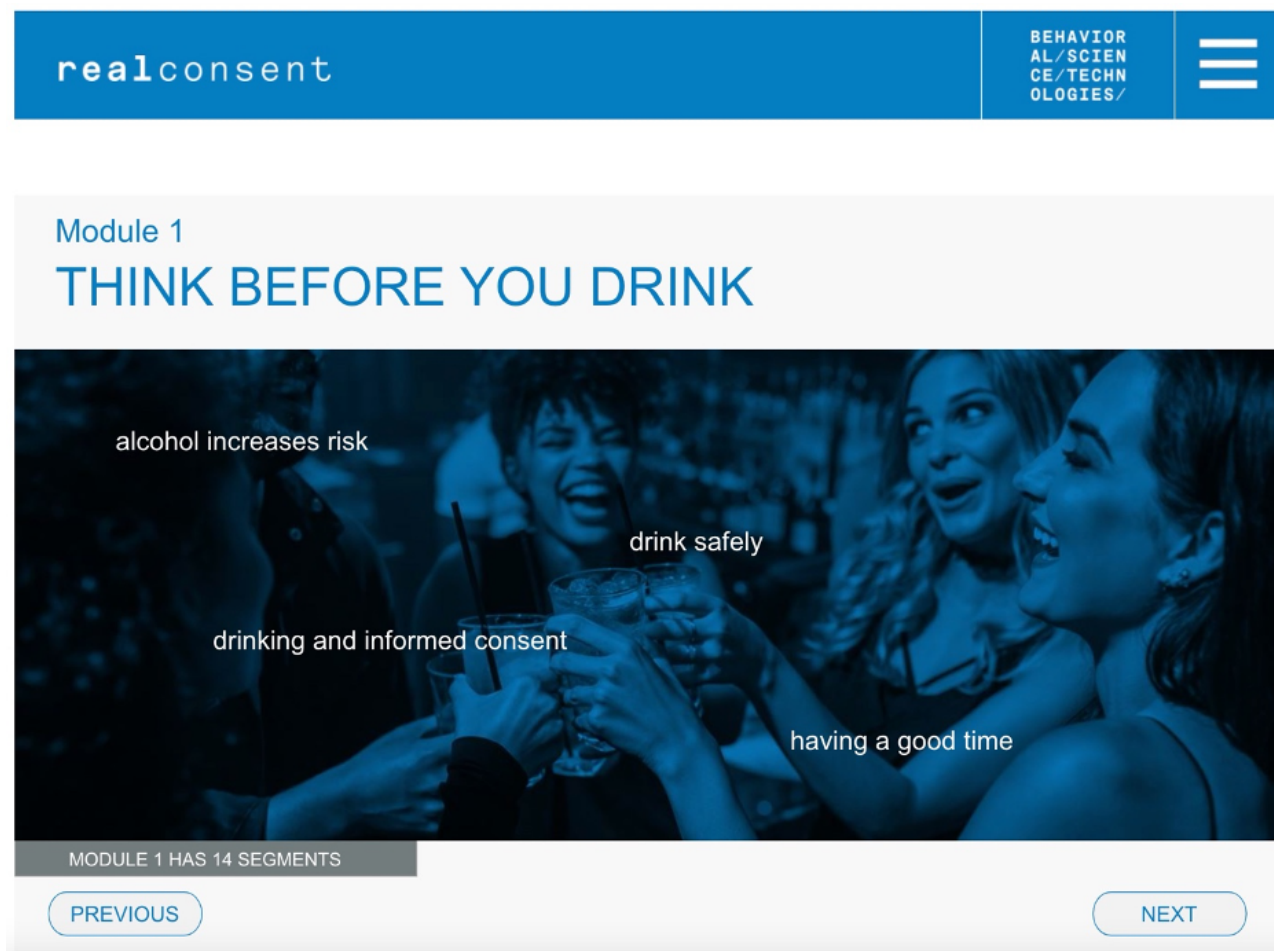 realconsent
BEHAVIOR
AL/SCIEN
CE/TECHN
OLOGIES/
Module 1
THINK BEFORE YOU DRINK
alcohol increases risk
drink safely
drinking and informed consent
having a good time
MODULE 1 HAS 14 SEGMENTS
PREVIOUS
NEXT